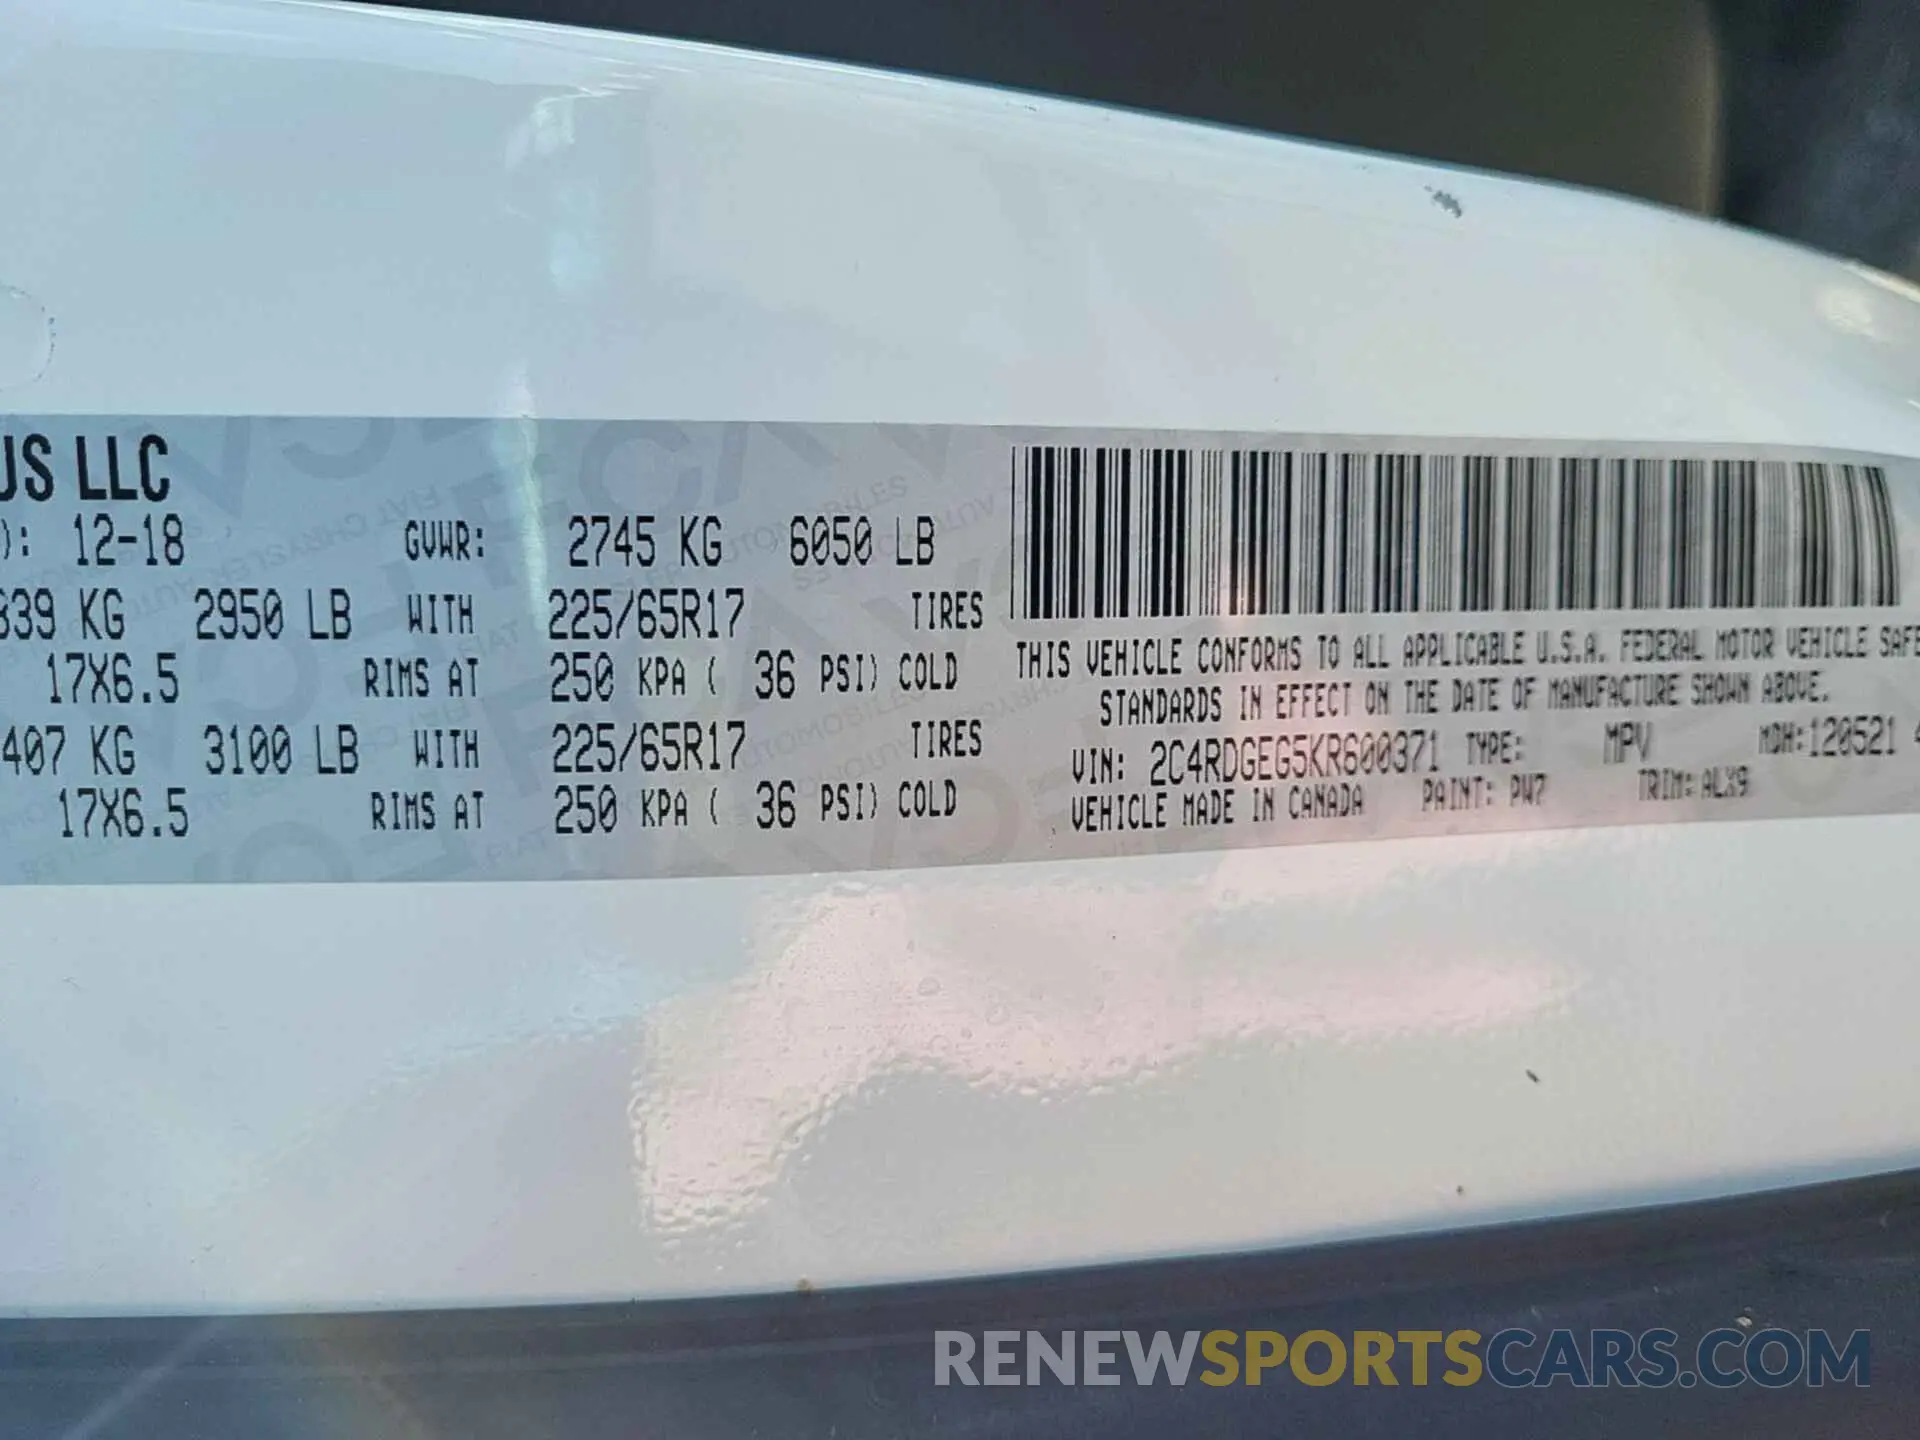 US LLC
): 12-18 GVWR: 2745 KG 6050 LB
839 KG 2950 LB WITH 225/65R17 TIRES
17X6.5 RIMS AT 250 KPA ( 36 PSI) COLD
407 KG 3100 LB WITH 225/65R17 TIRES
17X6.5 RIMS AT 250 KPA ( 36 PSI) COLD
THIS VEHICLE CONFORMS TO ALL APPLICABLE U.S.A. FEDERAL MOTOR VEHICLE SAFE
STANDARDS IN EFFECT ON THE DATE OF MANUFACTURE SHOWN ABOVE.
VIN: 2C4RDGEG5KR600371 TYPE: MPV MDH: 120521 4
VEHICLE MADE IN CANADA PAINT: PW7 TRIM: ALX9
RENEWSPORTSCARS.COM